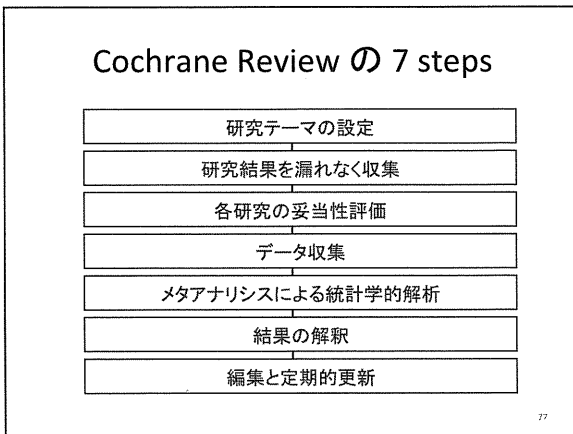 Cochrane Review の 7 steps
研究テーマの設定
研究結果を漏れなく収集
各研究の妥当性評価
データ収集
メタアナリシスによる統計学的解析
結果の解釈
編集と定期的更新
77